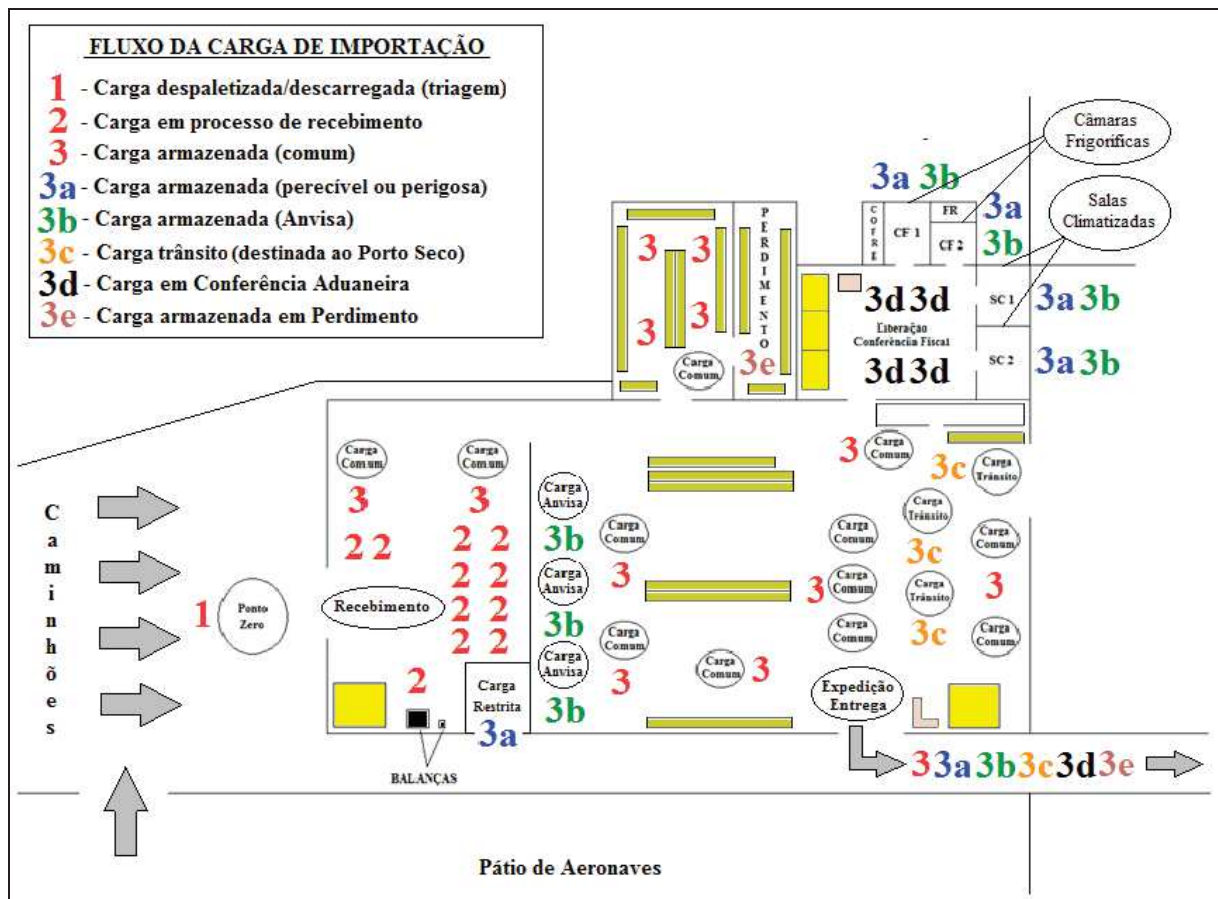 FLUXO DA CARGA DE IMPORTAÇÃO
1 - Carga despaletizada/descarregada (triagem)
2 - Carga em processo de recebimento
3 - Carga armazenada (comum)
3a - Carga armazenada (perecível ou perigosa)
3b - Carga armazenada (Anvisa)
3c - Carga trânsito (destinada ao Porto Seco)
3d - Carga em Conferência Aduaneira
3e - Carga armazenada em Perdimento
Câmaras
Frigoríficas
Salas
Climatizadas
3a 3b
COFRE
CF 1
FR
CF 2
3a
3b
3 3
3 3
Carga
Comum
PERDIMENTO
3e
3d 3d
Liberação
Conferência Fiscal
3d 3d
SC 1
3a 3b
SC 2
3a 3b
Caminhões
1
Ponto
Zero
Carga
Comum
3
2 2
Recebimento
2
BALANÇAS
Carga
Comum
3
2 2
2 2
2 2
2 2
Carga
Restrita
3a
Carga
Anvisa
3b
Carga
Anvisa
3b
Carga
Anvisa
3b
Carga
Comum
3
Carga
Comum
3
Carga
Comum
3
3
Carga
Comum
Carga
Comum
3
Carga
Comum
Carga
Comum
3c
Carga
Trânsito
Carga
Trânsito
3c
Carga
Trânsito
3c
Carga
Comum
3
Carga
Comum
Expedição
Entrega
3 3a 3b 3c 3d 3e
Pátio de Aeronaves